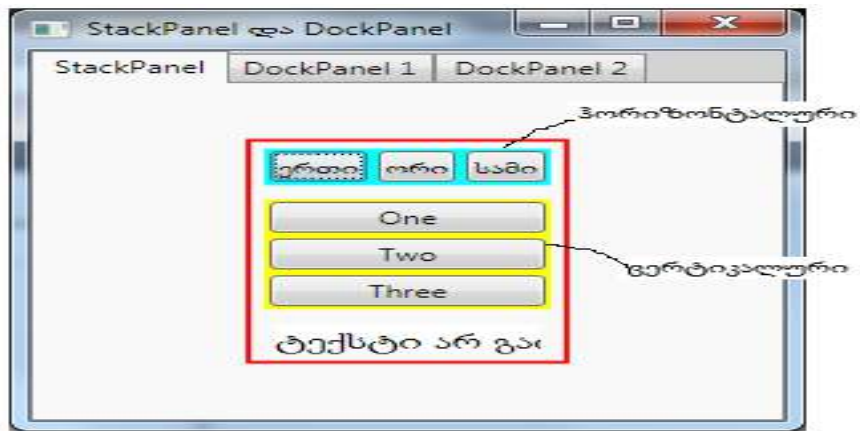 StackPanel და DockPanel
StackPanel DockPanel 1 DockPanel 2
ჰორიზონტალური
ერთი ორი სამი
One
Two
ვერტიკალური
Three
ტექსტი არ გა